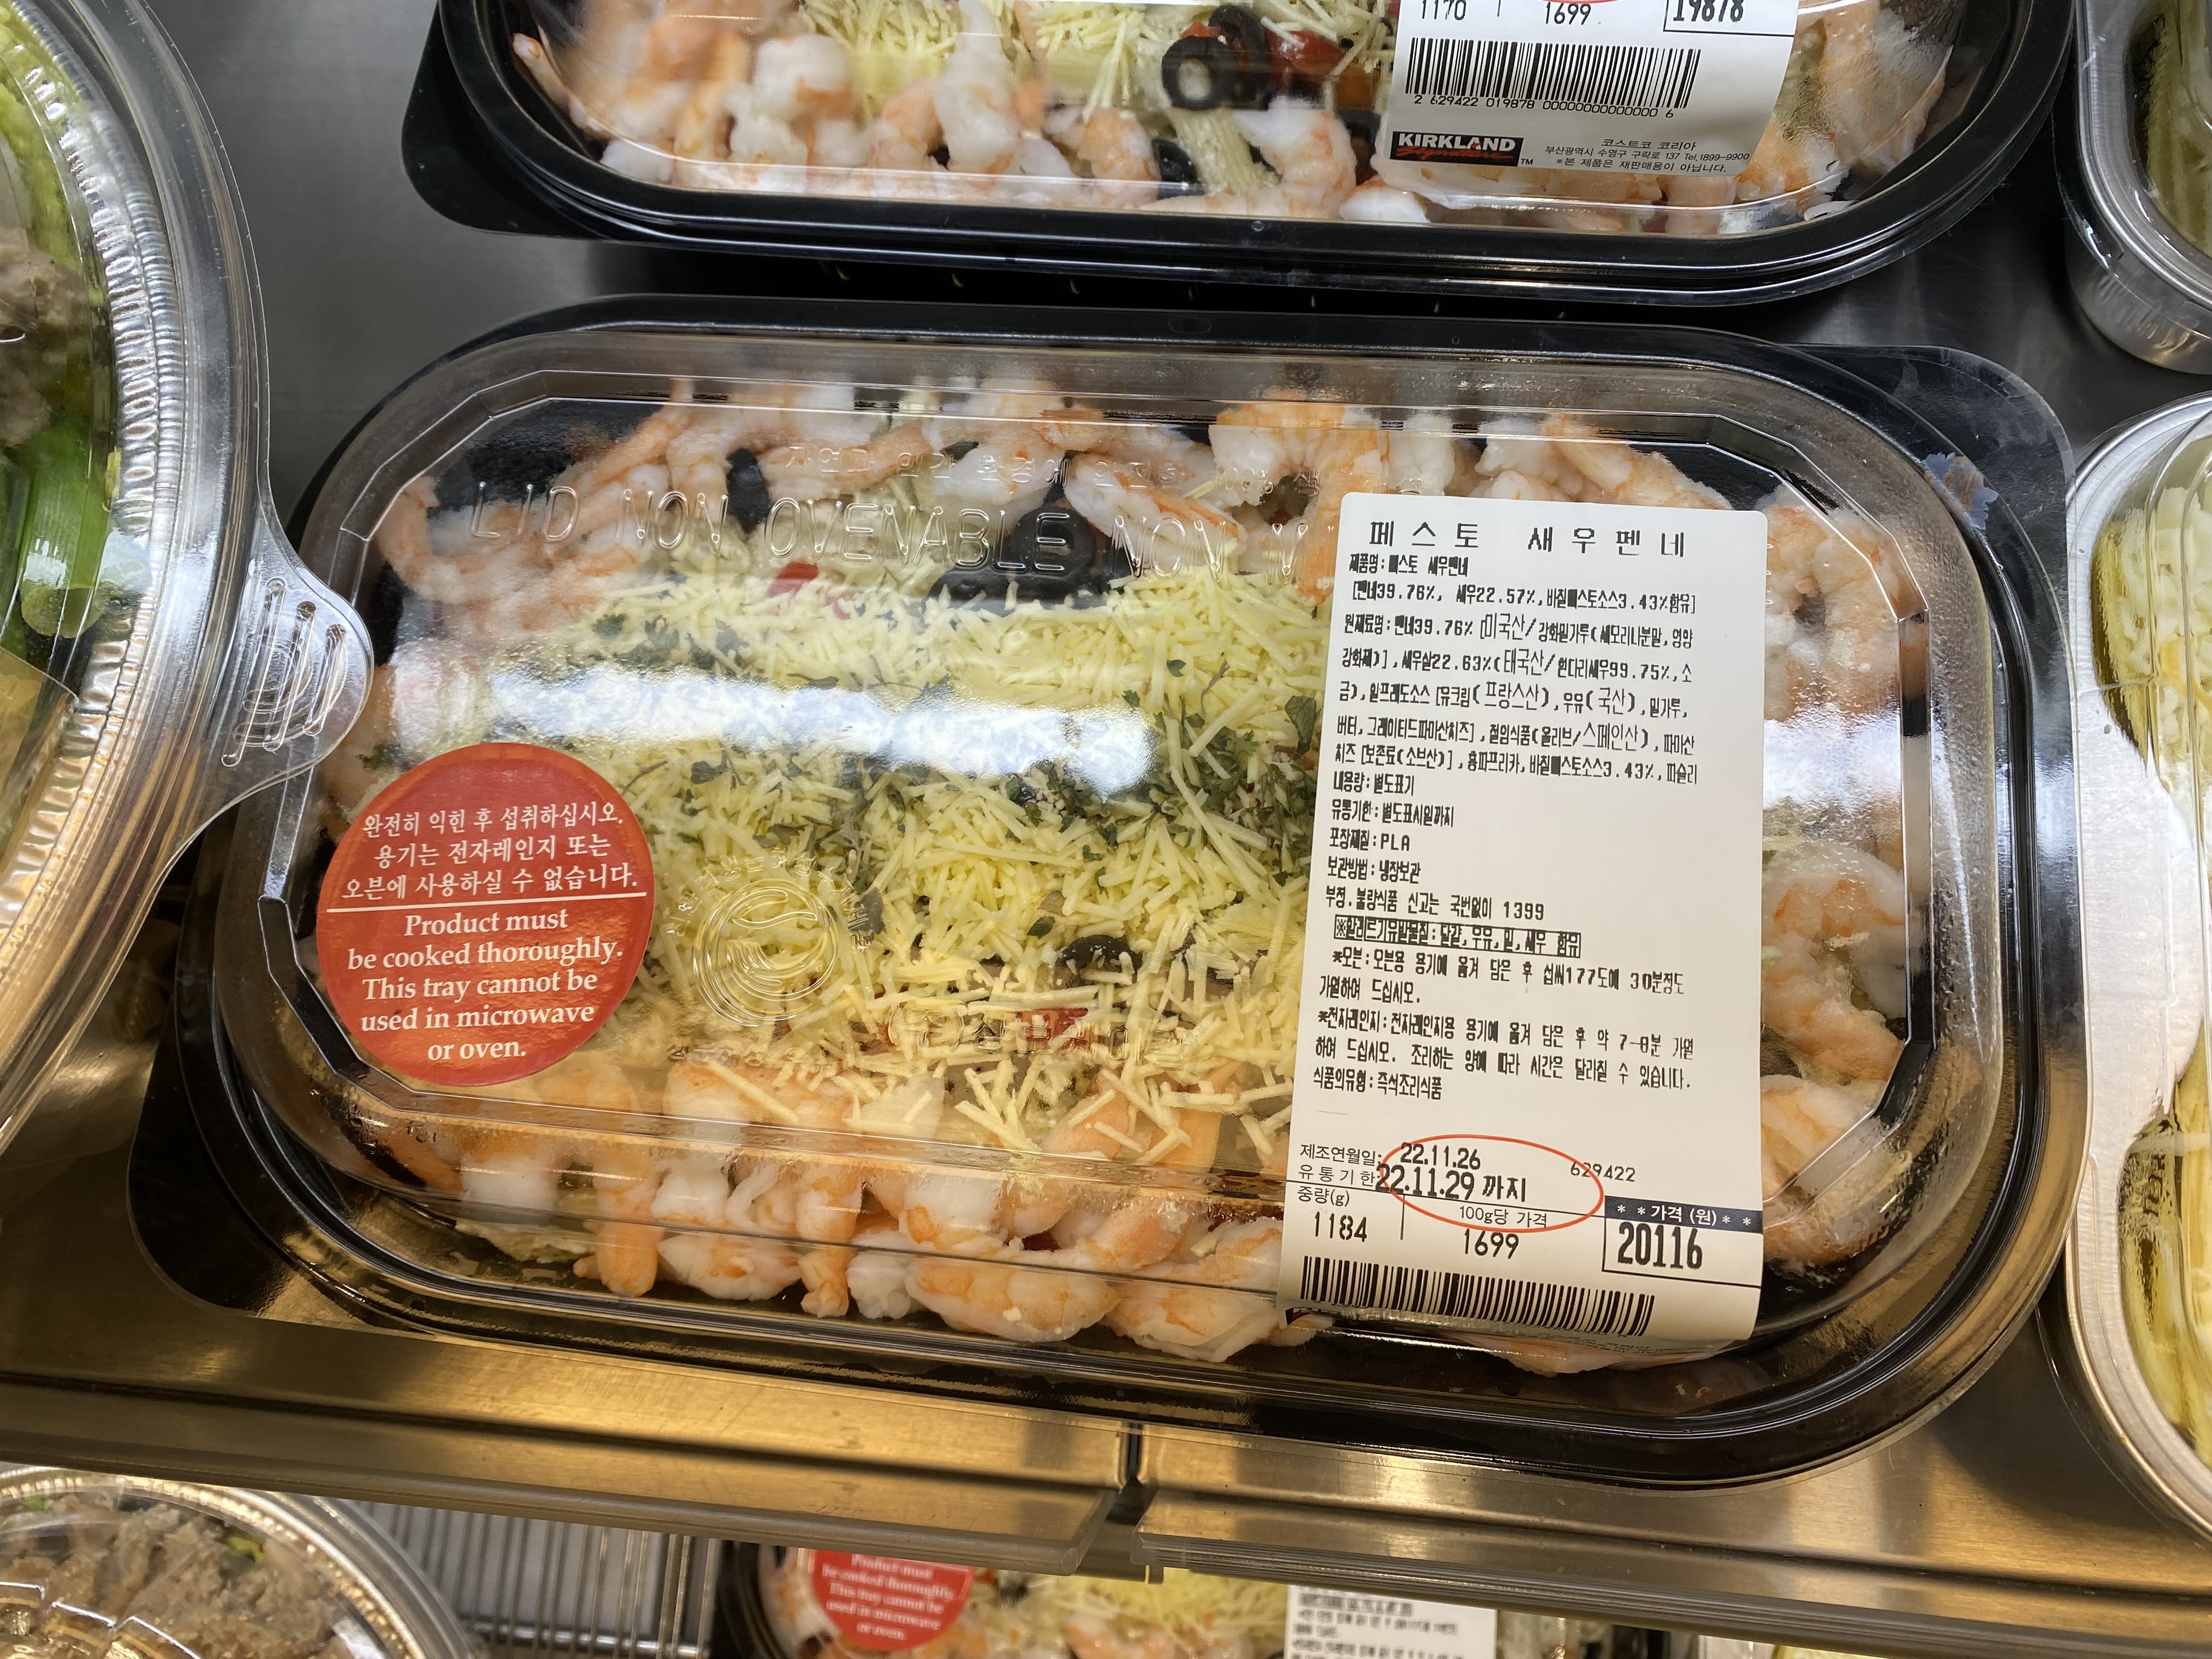 1170
1699
19878
2 629422 019878 000000000000000 6
KIRKLAND
Signature
TM
코스트코 코리아
부산광역시 수영구 구락로 137 Tel.1899-9900
※본 제품은 재판매용이 아닙니다.
LID NON OVENABLE NON
페스토 새우펜네
제품명:페스토 새우펜네
[펜네39.76%, 새우22.57%,바질페스토소스3.43%함유]
원재료명:펜네39.76% [미국산/강화밀가루(세모리나분말,영양
강화제)],새우살22.63%(태국산/흰다리새우99.75%,소
금),알프레도소스 [유크림(프랑스산),우유(국산),밀가루,
버터,그레이티드파마산치즈],절임식품(올리브/스페인산),파마산
치즈 [보존료(소브산)],홍파프리카,바질페스토소스3.43%,파슬리
내용량:별도표기
유통기한:별도표시일까지
포장재질:PLA
보관방법:냉장보관
부정.불량식품 신고는 국번없이 1399
※알레르기유발물질:달걀,우유,밀,새우 함유
*오븐:오븐용 용기에 옮겨 담은 후 섭씨177도에 30분정도
가열하여 드십시오.
*전자레인지:전자레인지용 용기에 옮겨 담은 후 약 7-8분 가열
하여 드십시오. 조리하는 양에 따라 시간은 달라질 수 있습니다.
식품의유형:즉석조리식품
제조연월일: 22.11.26
629422
유통기한 22.11.29 까지
중량(g)
100g당 가격
* * 가격 (원) * *
1184
1699
20116
완전히 익힌 후 섭취하십시오.
용기는 전자레인지 또는
오븐에 사용하실 수 없습니다.
Product must
be cooked thoroughly.
This tray cannot be
used in microwave
or oven.
Product must
be cooked thoroughly.
This tray cannot be
used in microwave
or oven.